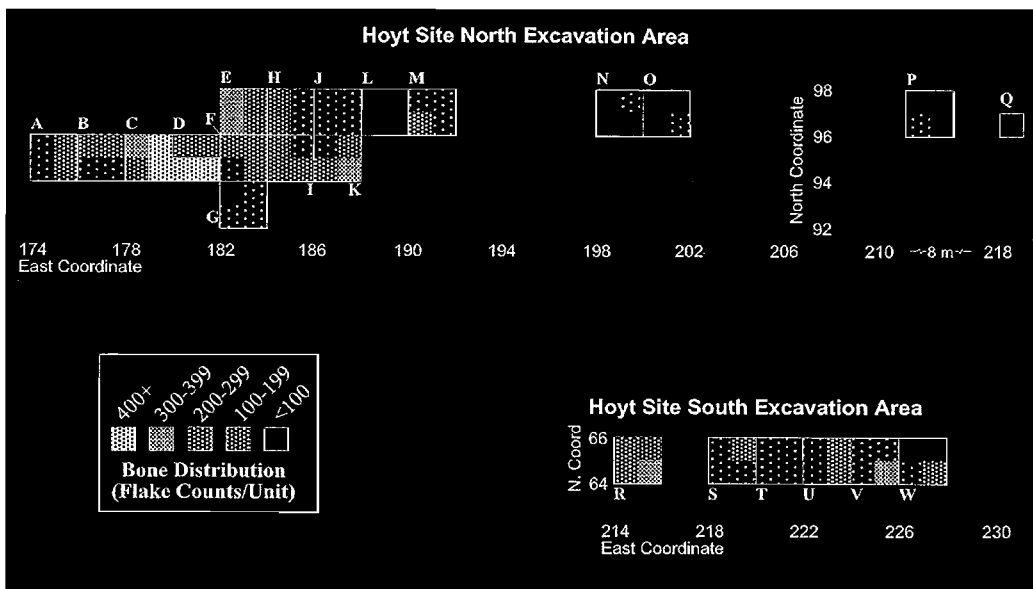 Hoyt Site North Excavation Area
E H J L M N O P Q
A B C D F
G I K
98
96
94
92
North Coordinate
174 178 182 186 190 194 198 202 206 210 8 m 218
East Coordinate
400+ 300-399 200-299 100-199 <100
Bone Distribution
(Flake Counts/Unit)
Hoyt Site South Excavation Area
66
64
N. Coord
R S T U V W
214 218 222 226 230
East Coordinate